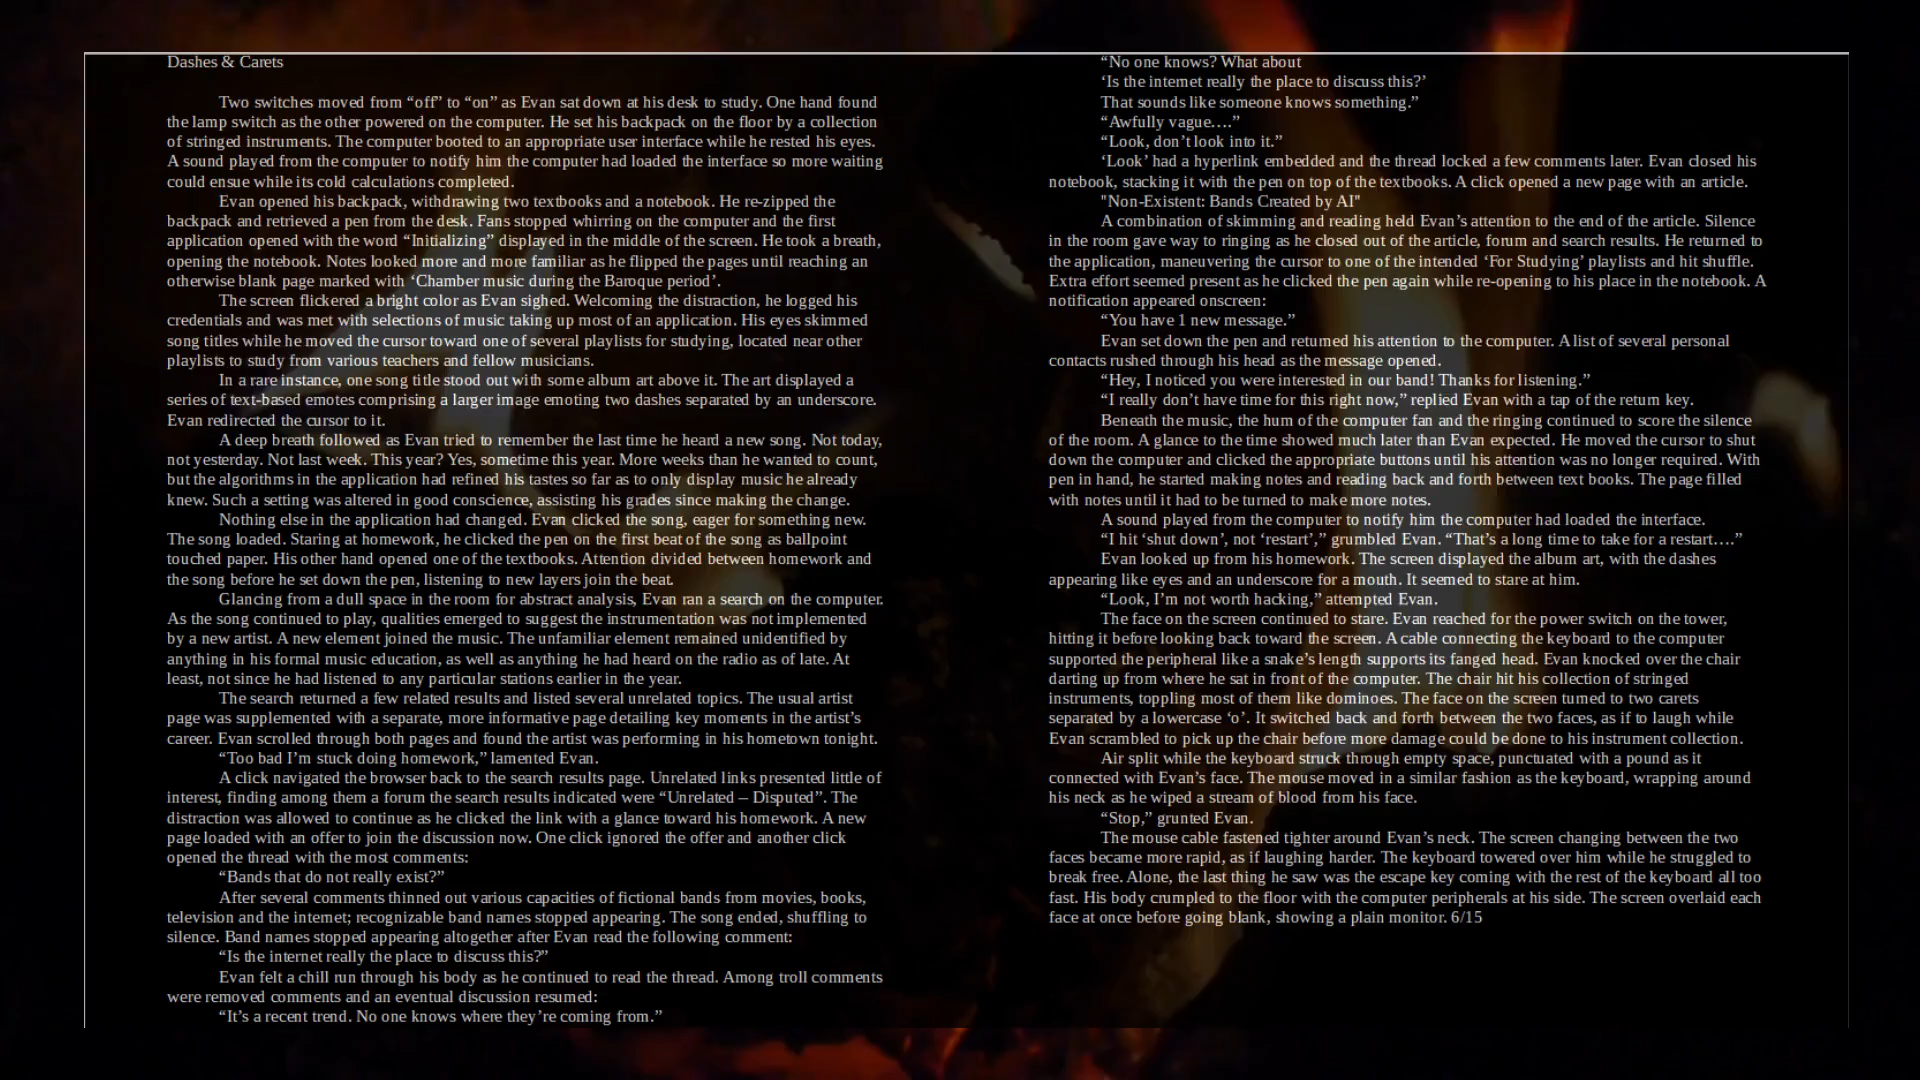 Dashes & Carets
Two switches moved from “off” to “on” as Evan sat down at his desk to study. One hand found
the lamp switch as the other powered on the computer. He set his backpack on the floor by a collection
of stringed instruments. The computer booted to an appropriate user interface while he rested his eyes.
A sound played from the computer to notify him the computer had loaded the interface so more waiting
could ensue while its cold calculations completed.
Evan opened his backpack, withdrawing two textbooks and a notebook. He re-zipped the
backpack and retrieved a pen from the desk. Fans stopped whirring on the computer and the first
application opened with the word “Initializing” displayed in the middle of the screen. He took a breath,
opening the notebook. Notes looked more and more familiar as he flipped the pages until reaching an
otherwise blank page marked with ‘Chamber music during the Baroque period’.
The screen flickered a bright color as Evan sighed. Welcoming the distraction, he logged his
credentials and was met with selections of music taking up most of an application. His eyes skimmed
song titles while he moved the cursor toward one of several playlists for studying, located near other
playlists to study from various teachers and fellow musicians.
In a rare instance, one song title stood out with some album art above it. The art displayed a
series of text-based emotes comprising a larger image emoting two dashes separated by an underscore.
Evan redirected the cursor to it.
A deep breath followed as Evan tried to remember the last time he heard a new song. Not today,
not yesterday. Not last week. This year? Yes, sometime this year. More weeks than he wanted to count,
but the algorithms in the application had refined his tastes so far as to only display music he already
knew. Such a setting was altered in good conscience, assisting his grades since making the change.
Nothing else in the application had changed. Evan clicked the song, eager for something new.
The song loaded. Staring at homework, he clicked the pen on the first beat of the song as ballpoint
touched paper. His other hand opened one of the textbooks. Attention divided between homework and
the song before he set down the pen, listening to new layers join the beat.
Glancing from a dull space in the room for abstract analysis, Evan ran a search on the computer.
As the song continued to play, qualities emerged to suggest the instrumentation was not implemented
by a new artist. A new element joined the music. The unfamiliar element remained unidentified by
anything in his formal music education, as well as anything he had heard on the radio as of late. At
least, not since he had listened to any particular stations earlier in the year.
The search returned a few related results and listed several unrelated topics. The usual artist
page was supplemented with a separate, more informative page detailing key moments in the artist’s
career. Evan scrolled through both pages and found the artist was performing in his hometown tonight.
“Too bad I’m stuck doing homework,” lamented Evan.
A click navigated the browser back to the search results page. Unrelated links presented little of
interest, finding among them a forum the search results indicated were “Unrelated – Disputed”. The
distraction was allowed to continue as he clicked the link with a glance toward his homework. A new
page loaded with an offer to join the discussion now. One click ignored the offer and another click
opened the thread with the most comments:
“Bands that do not really exist?”
After several comments thinned out various capacities of fictional bands from movies, books,
television and the internet; recognizable band names stopped appearing. The song ended, shuffling to
silence. Band names stopped appearing altogether after Evan read the following comment:
“Is the internet really the place to discuss this?”
Evan felt a chill run through his body as he continued to read the thread. Among troll comments
were removed comments and an eventual discussion resumed:
“It’s a recent trend. No one knows where they’re coming from.”
“No one knows? What about
‘Is the internet really the place to discuss this?’
That sounds like someone knows something.”
“Awfully vague….”
“Look, don’t look into it.”
‘Look’ had a hyperlink embedded and the thread locked a few comments later. Evan closed his
notebook, stacking it with the pen on top of the textbooks. A click opened a new page with an article.
"Non-Existent: Bands Created by AI"
A combination of skimming and reading held Evan’s attention to the end of the article. Silence
in the room gave way to ringing as he closed out of the article, forum and search results. He returned to
the application, maneuvering the cursor to one of the intended ‘For Studying’ playlists and hit shuffle.
Extra effort seemed present as he clicked the pen again while re-opening to his place in the notebook. A
notification appeared onscreen:
“You have 1 new message.”
Evan set down the pen and returned his attention to the computer. A list of several personal
contacts rushed through his head as the message opened.
“Hey, I noticed you were interested in our band! Thanks for listening.”
“I really don’t have time for this right now,” replied Evan with a tap of the return key.
Beneath the music, the hum of the computer fan and the ringing continued to score the silence
of the room. A glance to the time showed much later than Evan expected. He moved the cursor to shut
down the computer and clicked the appropriate buttons until his attention was no longer required. With
pen in hand, he started making notes and reading back and forth between text books. The page filled
with notes until it had to be turned to make more notes.
A sound played from the computer to notify him the computer had loaded the interface.
“I hit ‘shut down’, not ‘restart’,” grumbled Evan. “That’s a long time to take for a restart….”
Evan looked up from his homework. The screen displayed the album art, with the dashes
appearing like eyes and an underscore for a mouth. It seemed to stare at him.
“Look, I’m not worth hacking,” attempted Evan.
The face on the screen continued to stare. Evan reached for the power switch on the tower,
hitting it before looking back toward the screen. A cable connecting the keyboard to the computer
supported the peripheral like a snake’s length supports its fanged head. Evan knocked over the chair
darting up from where he sat in front of the computer. The chair hit his collection of stringed
instruments, toppling most of them like dominoes. The face on the screen turned to two carets
separated by a lowercase ‘o’. It switched back and forth between the two faces, as if to laugh while
Evan scrambled to pick up the chair before more damage could be done to his instrument collection.
Air split while the keyboard struck through empty space, punctuated with a pound as it
connected with Evan’s face. The mouse moved in a similar fashion as the keyboard, wrapping around
his neck as he wiped a stream of blood from his face.
“Stop,” grunted Evan.
The mouse cable fastened tighter around Evan’s neck. The screen changing between the two
faces became more rapid, as if laughing harder. The keyboard towered over him while he struggled to
break free. Alone, the last thing he saw was the escape key coming with the rest of the keyboard all too
fast. His body crumpled to the floor with the computer peripherals at his side. The screen overlaid each
face at once before going blank, showing a plain monitor. 6/15